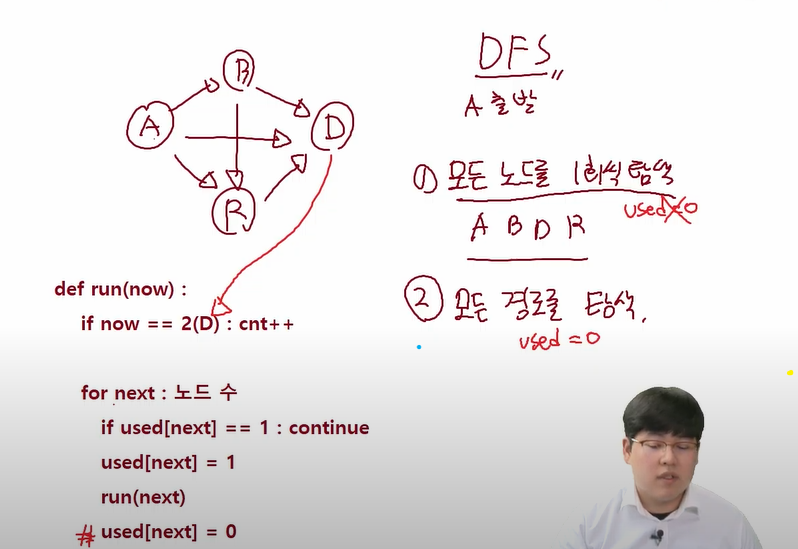 DFS
A 출발
B
A
D
R
① 모든 노드를 1회씩 탐색
used=0
A B D R
② 모든 경로를 탐색.
used=0
def run(now) :
if now == 2(D) : cnt++
for next : 노드 수
if used[next] == 1 : continue
used[next] = 1
run(next)
# used[next] = 0